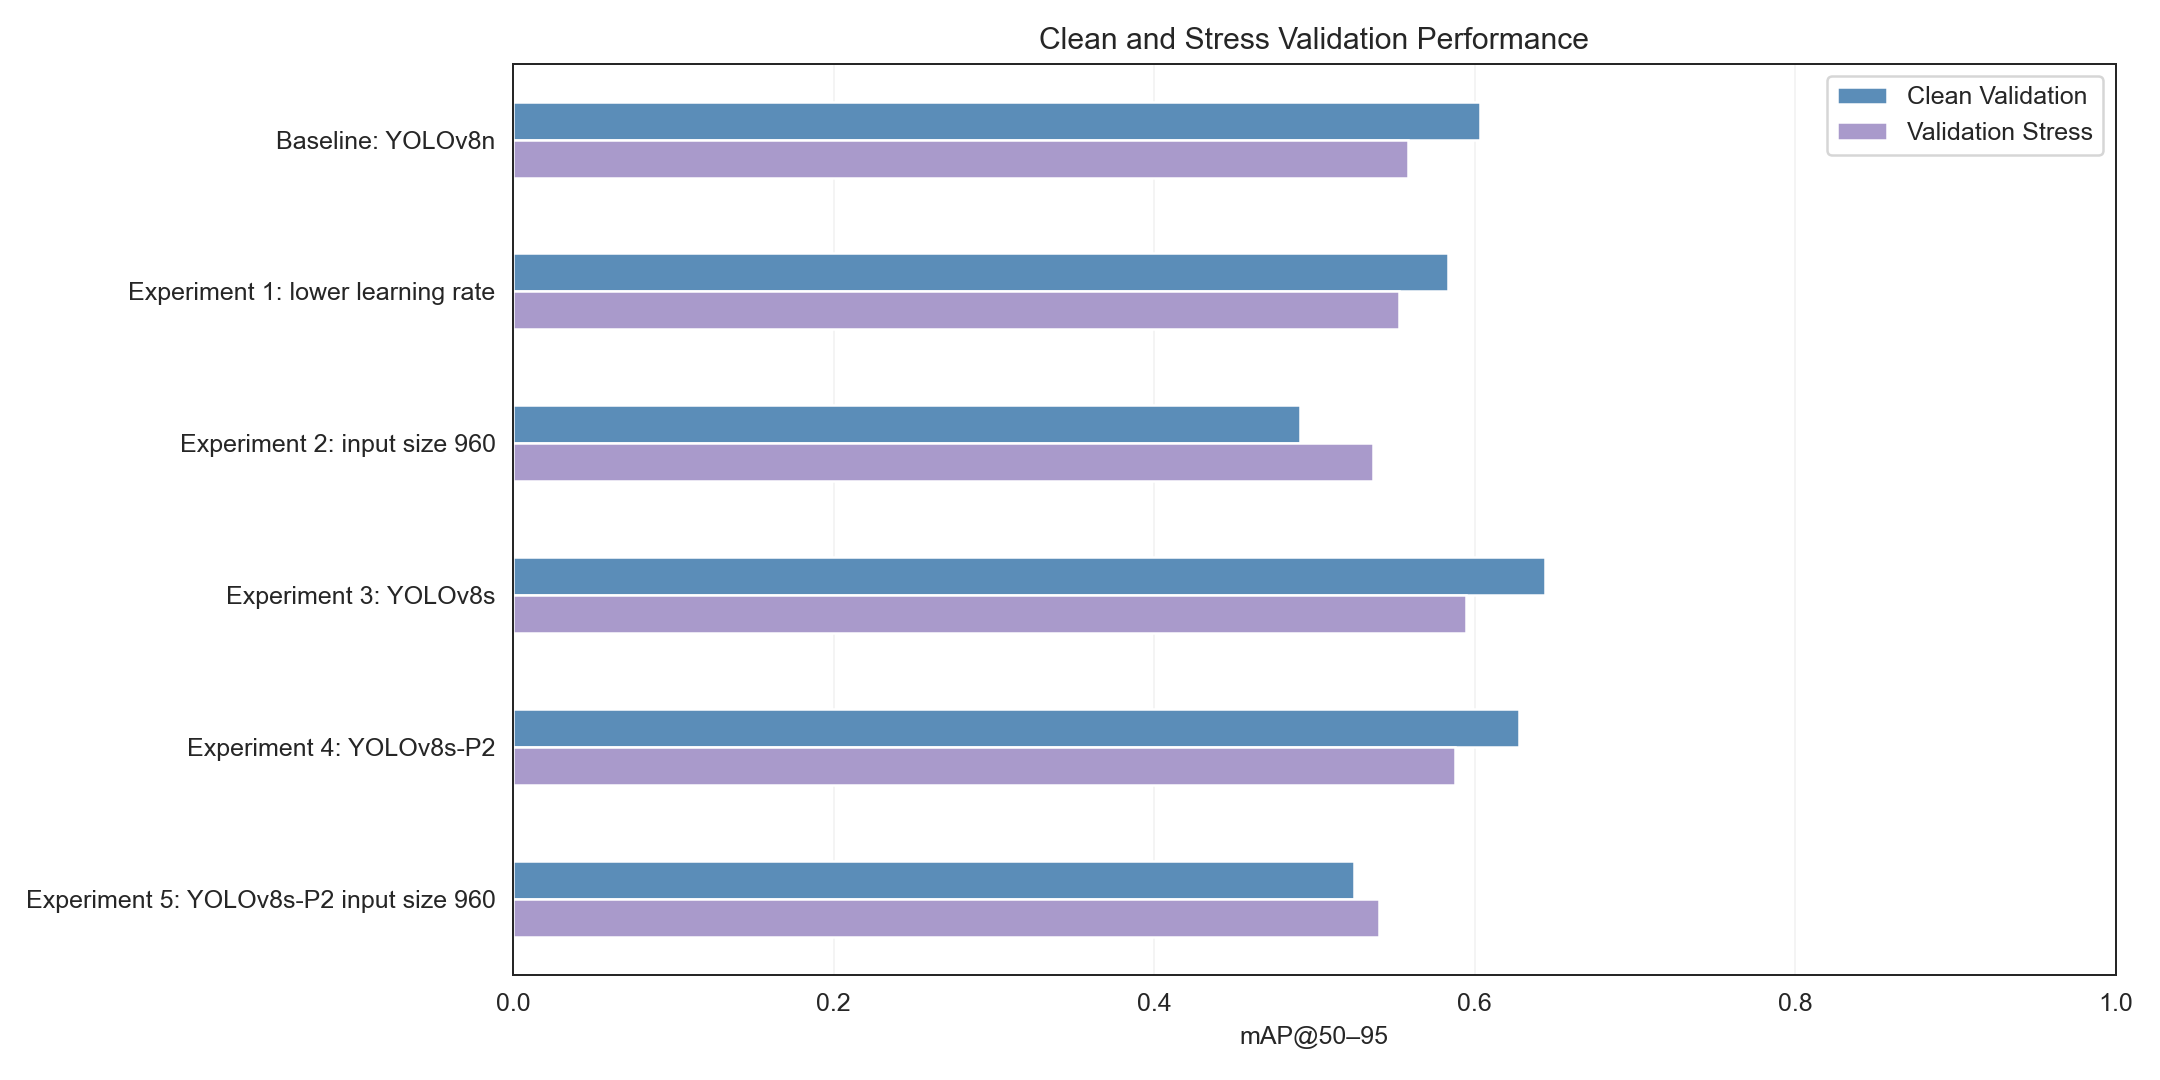 Clean and Stress Validation Performance
Clean Validation
Validation Stress
Baseline: YOLOv8n
Experiment 1: lower learning rate
Experiment 2: input size 960
Experiment 3: YOLOv8s
Experiment 4: YOLOv8s-P2
Experiment 5: YOLOv8s-P2 input size 960
0.0 0.2 0.4 0.6 0.8 1.0
mAP@50–95